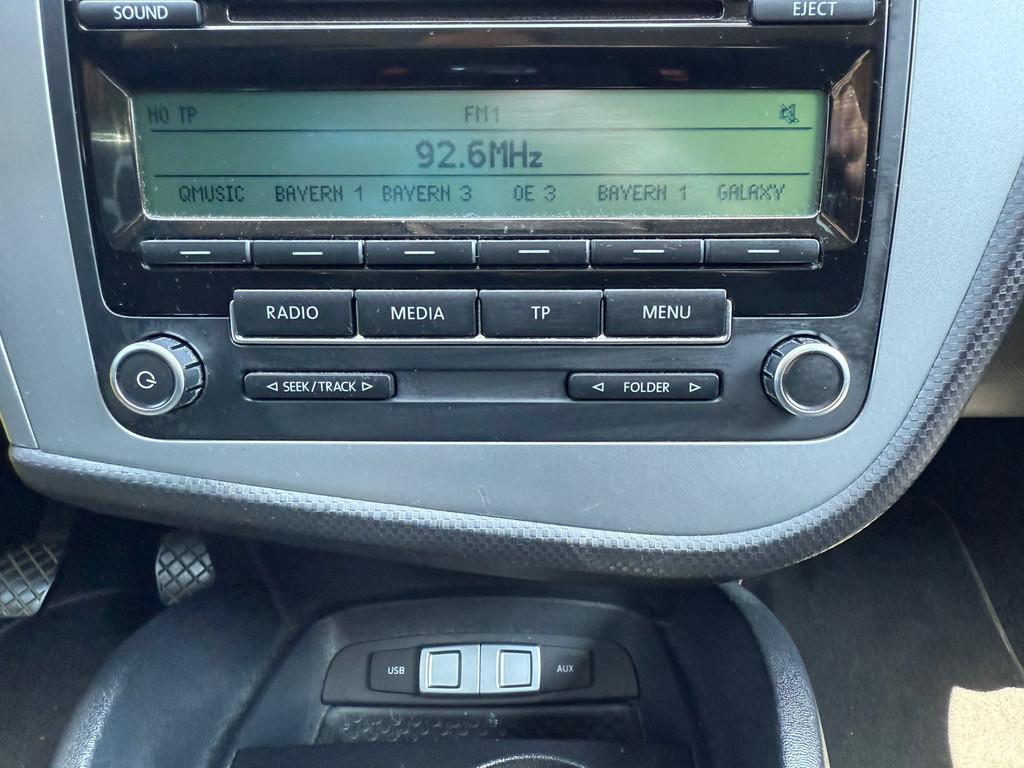 SOUND EJECT
NO TP FM1
92.6MHz
QMUSIC BAYERN 1 BAYERN 3 OE 3 BAYERN 1 GALAXY
RADIO MEDIA TP MENU
SEEK/TRACK FOLDER
USB AUX